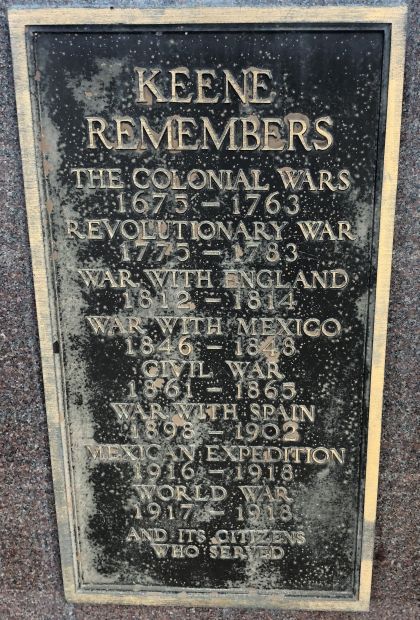 KEENE
REMEMBERS
THE COLONIAL WARS
1675 – 1763
REVOLUTIONARY WAR
1775 – 1783
WAR WITH ENGLAND
1812 – 1814
WAR WITH MEXICO
1846 – 1848
CIVIL WAR
1861 – 1865
WAR WITH SPAIN
1898 – 1902
MEXICAN EXPEDITION
1916 – 1918
WORLD WAR
1917 – 1918
AND ITS CITIZENS
WHO SERVED